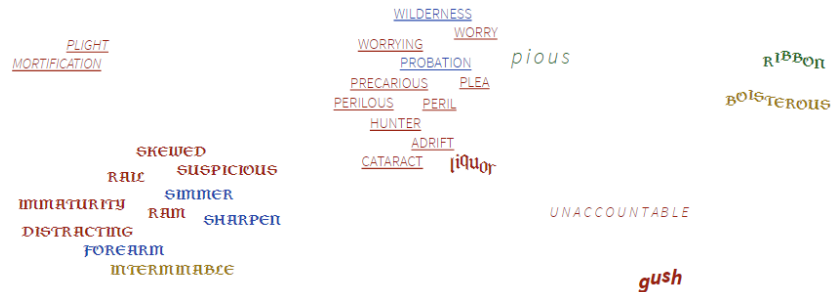 WILDERNESS
WORRY
PLIGHT
WORRYING
pious
RIBBON
MORTIFICATION
PROBATION
PRECARIOUS
PLEA
PERILOUS
PERIL
BOISTEROUS
HUNTER
ADRIFT
SKEWED
CATARACT
liquor
RAIL
SUSPICIOUS
SIMMER
IMMATURITY
RAM
SHARPEN
UNACCOUNTABLE
DISTRACTING
FOREARM
INTERMINABLE
gush